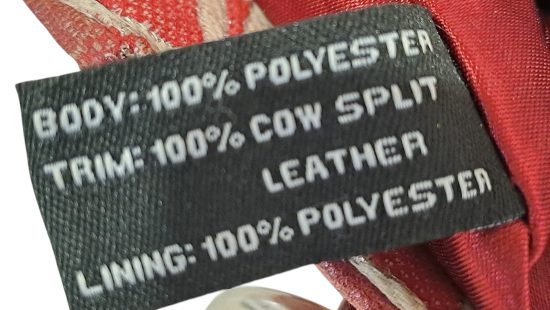 BODY: 100% POLYESTER
TRIM: 100% COW SPLIT
LEATHER
LINING: 100% POLYESTER